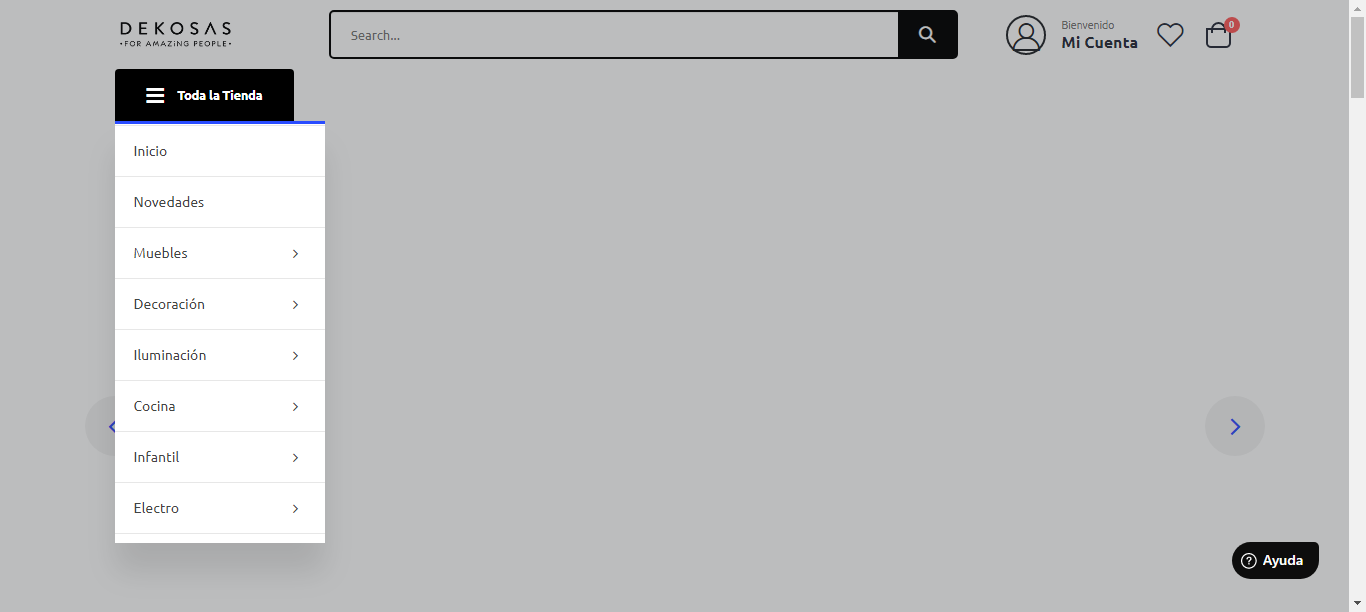 DEKOSAS
•FOR AMAZING PEOPLE•
Search...
Bienvenido
Mi Cuenta
0
Toda la Tienda
Inicio
Novedades
Muebles
Decoración
Iluminación
Cocina
Infantil
Electro
Ayuda